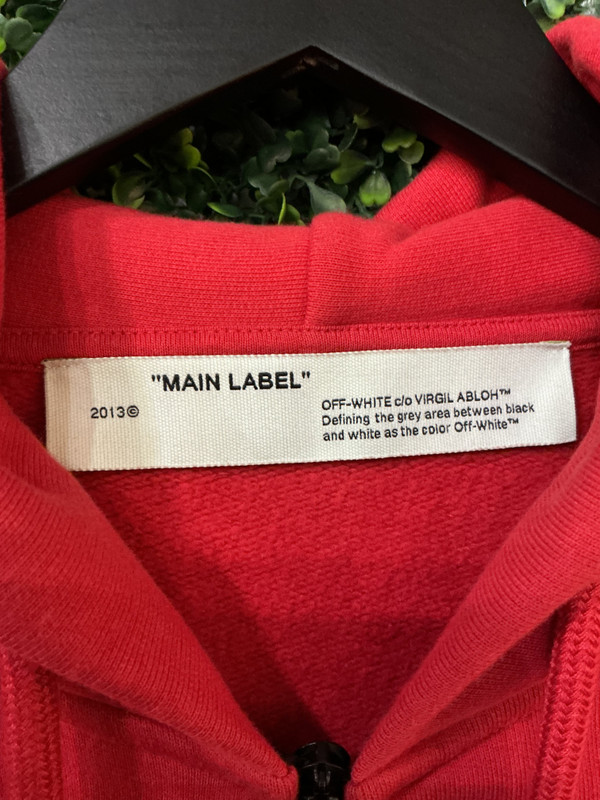 "MAIN LABEL"
2013©
OFF-WHITE c/o VIRGIL ABLOH™
Defining the grey area between black
and white as the color Off-White™